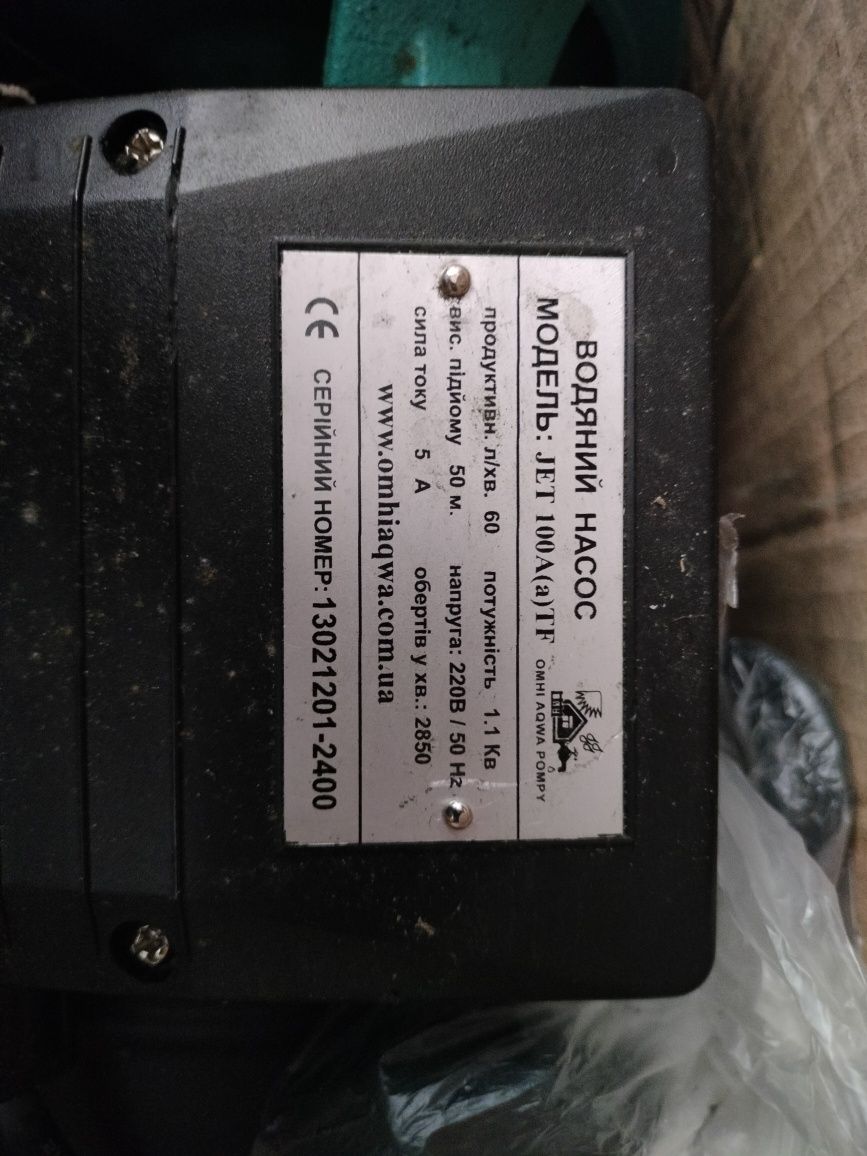 ВОДЯНИЙ НАСОС
МОДЕЛЬ: JET 100A(a)TF
OMHI AQWA POMPY
продуктивн. л/хв. 60 потужність 1.1 Кв
вис. підйому 50 м. напруга: 220В / 50 Hz
сила току 5 А обертів у хв.: 2850
www.omhiaqwa.com.ua
CE СЕРІЙНИЙ НОМЕР: 13021201-2400